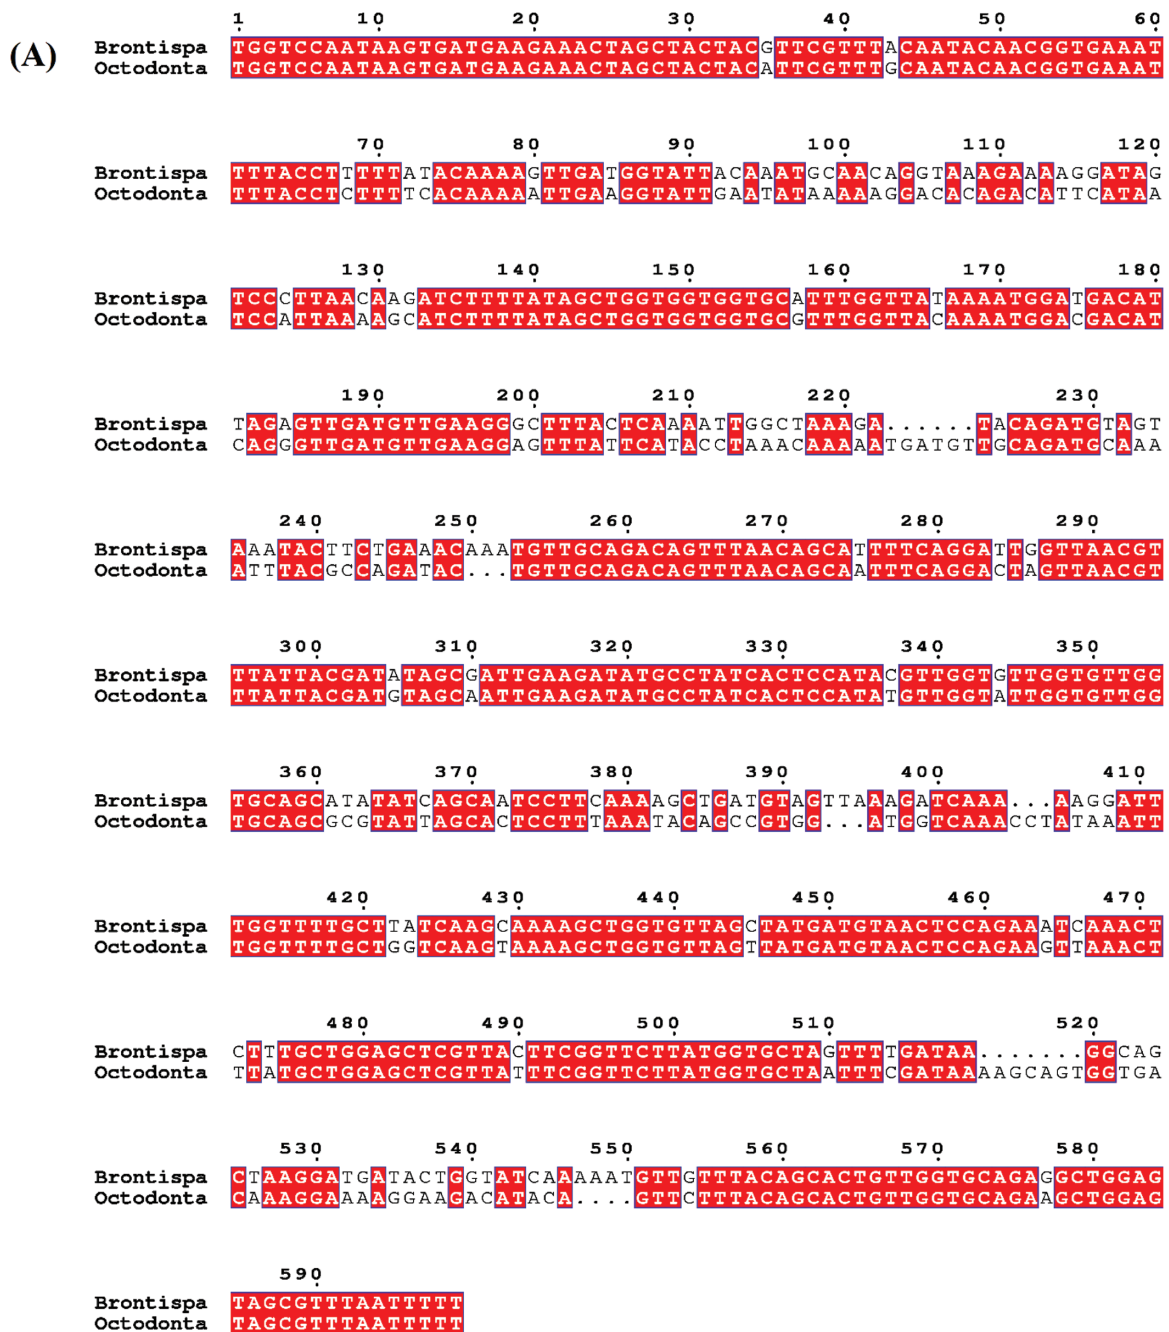 (A)
1 10 20 30 40 50 60
Brontispa TGGTCCAATAAGTGATGAAGAAACTAGCTACTACGTTCGTTTACAATACAACGGTGAAAT
Octodonta TGGTCCAATAAGTGATGAAGAAACTAGCTACTACATTCGTTTGCAATACAACGGTGAAAT
70 80 90 100 110 120
Brontispa TTTACCTTTTTATACAAAAGTTGATGGTATTACAAATGCAACAGGTAAAGAAAAGGATAG
Octodonta TTTACCTCTTTTCACAAAAATTGAAGGTATTGAATATAAAAAGGACACAGACATTCATAA
130 140 150 160 170 180
Brontispa TCCCTTAACAAGATCTTTTATAGCTGGTGGTGGTGCATTTGGTTATAAAATGGATGACAT
Octodonta TCCATTAAAAGCATCTTTTATAGCTGGTGGTGGTGCGTTTGGTTACAAAATGGACGACAT
190 200 210 220 230
Brontispa TAGAGTTGATGTTGAAGGGCTTTACTCAAAATTGGCTAAAGA......TACAGATGTAGT
Octodonta CAGGGTTGATGTTGAAGGAGTTTATTCATACCTAAACAAAAATGATGTTGCAGATGCAAA
240 250 260 270 280 290
Brontispa AAATACTTCTGAAACAAATGTTGCAGACAGTTTAACAGCATTTTCAGGATTGGTTAACGT
Octodonta ATTTACGCCAGATAC...TGTTGCAGACAGTTTAACAGCAATTTCAGGACTAGTTAACGT
300 310 320 330 340 350
Brontispa TTATTACGATATAGCGATTGAAGATATGCCTATCACTCCATACGTTGGTGTTGGTGTTGG
Octodonta TTATTACGATGTAGCAATTGAAGATATGCCTATCACTCCATATGTTGGTATTGGTGTTGG
360 370 380 390 400 410
Brontispa TGCAGCATATATCAGCAATCCTTCAAAAGCTGATGTAGTTAAAGATCAAA...AAGGATT
Octodonta TGCAGCGCGTATTAGCACTCCTTTAAATACAGCCGTGG...ATGGTCAAACCTATAAATT
420 430 440 450 460 470
Brontispa TGGTTTTGCTTATCAAGCAAAAGCTGGTGTTAGCTATGATGTAACTCCAGAAATCAAACT
Octodonta TGGTTTTGCTGGTCAAGTAAAAGCTGGTGTTAGTTATGATGTAACTCCAGAAGTTAAACT
480 490 500 510 520
Brontispa CTTTGCTGGAGCTCGTTACTTCGGTTCTTATGGTGCTAGTTTTGATAA.......GGCAG
Octodonta TTATGCTGGAGCTCGTTATTTCGGTTCTTATGGTGCTAATTTCGATAAAAGCAGTGGTGA
530 540 550 560 570 580
Brontispa CTAAGGATGATACTGGTATCAAAAATGTTGTTTACAGCACTGTTGGTGCAGAGGCTGGAG
Octodonta CAAAGGAAAAGGAAGACATACA....GTTCTTTACAGCACTGTTGGTGCAGAAGCTGGAG
590
Brontispa TAGCGTTTAATTTTT
Octodonta TAGCGTTTAATTTTT